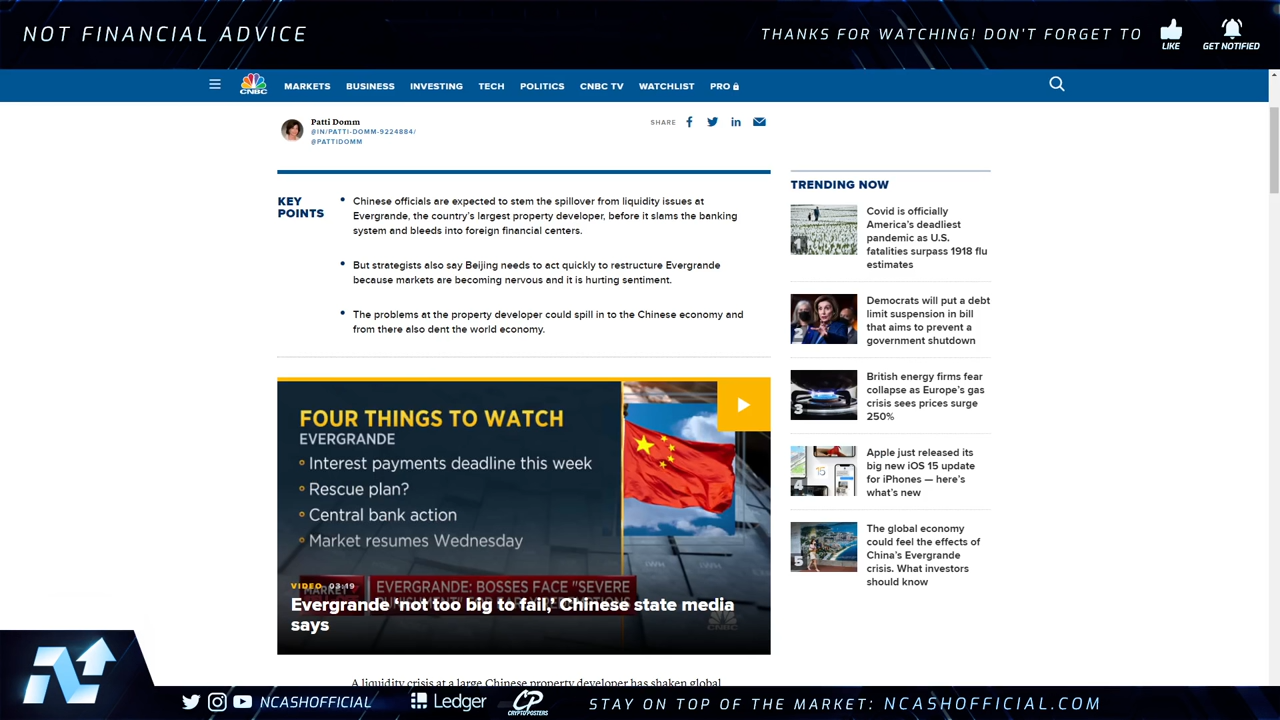 NOT FINANCIAL ADVICE
THANKS FOR WATCHING! DON'T FORGET TO
LIKE
GET NOTIFIED
CNBC
MARKETS BUSINESS INVESTING TECH POLITICS CNBC TV WATCHLIST PRO
Patti Domm
@IN/PATTI-DOMM-9224884/
@PATTIDOMM
SHARE
KEY
POINTS
Chinese officials are expected to stem the spillover from liquidity issues at
Evergrande, the country's largest property developer, before it slams the banking
system and bleeds into foreign financial centers.
But strategists also say Beijing needs to act quickly to restructure Evergrande
because markets are becoming nervous and it is hurting sentiment.
The problems at the property developer could spill in to the Chinese economy and
from there also dent the world economy.
FOUR THINGS TO WATCH
EVERGRANDE
Interest payments deadline this week
Rescue plan?
Central bank action
Market resumes Wednesday
EVERGRANDE: BOSSES FACE "SEVERE
VIDEO 03:19
Evergrande 'not too big to fail,' Chinese state media
says
CNBC
A liquidity crisis at a large Chinese property developer has shaken global
TRENDING NOW
1
Covid is officially
America's deadliest
pandemic as U.S.
fatalities surpass 1918 flu
estimates
2
Democrats will put a debt
limit suspension in bill
that aims to prevent a
government shutdown
3
British energy firms fear
collapse as Europe's gas
crisis sees prices surge
250%
4
15
Apple just released its
big new iOS 15 update
for iPhones — here's
what's new
5
The global economy
could feel the effects of
China's Evergrande
crisis. What investors
should know
NCASHOFFICIAL
Ledger
CP
CRYPTOPOSTERS
STAY ON TOP OF THE MARKET: NCASHOFFICIAL.COM